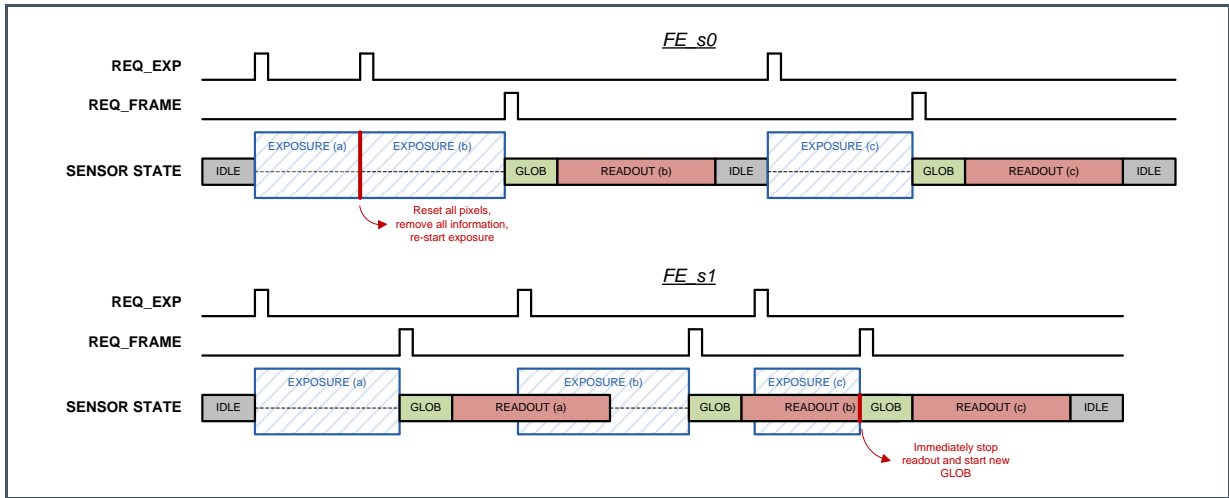 FE_s0
REQ_EXP
REQ_FRAME
EXPOSURE (a)
EXPOSURE (b)
EXPOSURE (c)
SENSOR STATE
IDLE
GLOB
READOUT (b)
IDLE
GLOB
READOUT (c)
IDLE
Reset all pixels,
remove all information,
re-start exposure
FE_s1
REQ_EXP
REQ_FRAME
EXPOSURE (a)
EXPOSURE (b)
EXPOSURE (c)
SENSOR STATE
IDLE
GLOB
READOUT (a)
GLOB
READOUT (b)
GLOB
READOUT (c)
IDLE
Immediately stop
readout and start new
GLOB